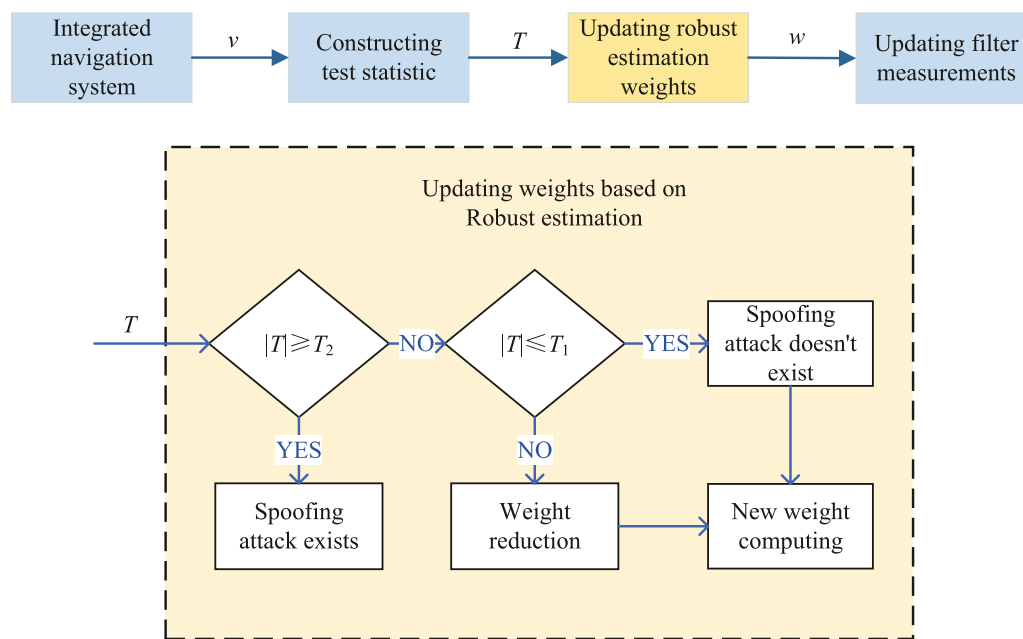 Integrated
navigation
system
v
Constructing
test statistic
T
Updating robust
estimation
weights
w
Updating filter
measurements
Updating weights based on
Robust estimation
T
|T|≥T₂
NO
|T|≤T₁
YES
Spoofing
attack doesn't
exist
YES
NO
Spoofing
attack exists
Weight
reduction
New weight
computing